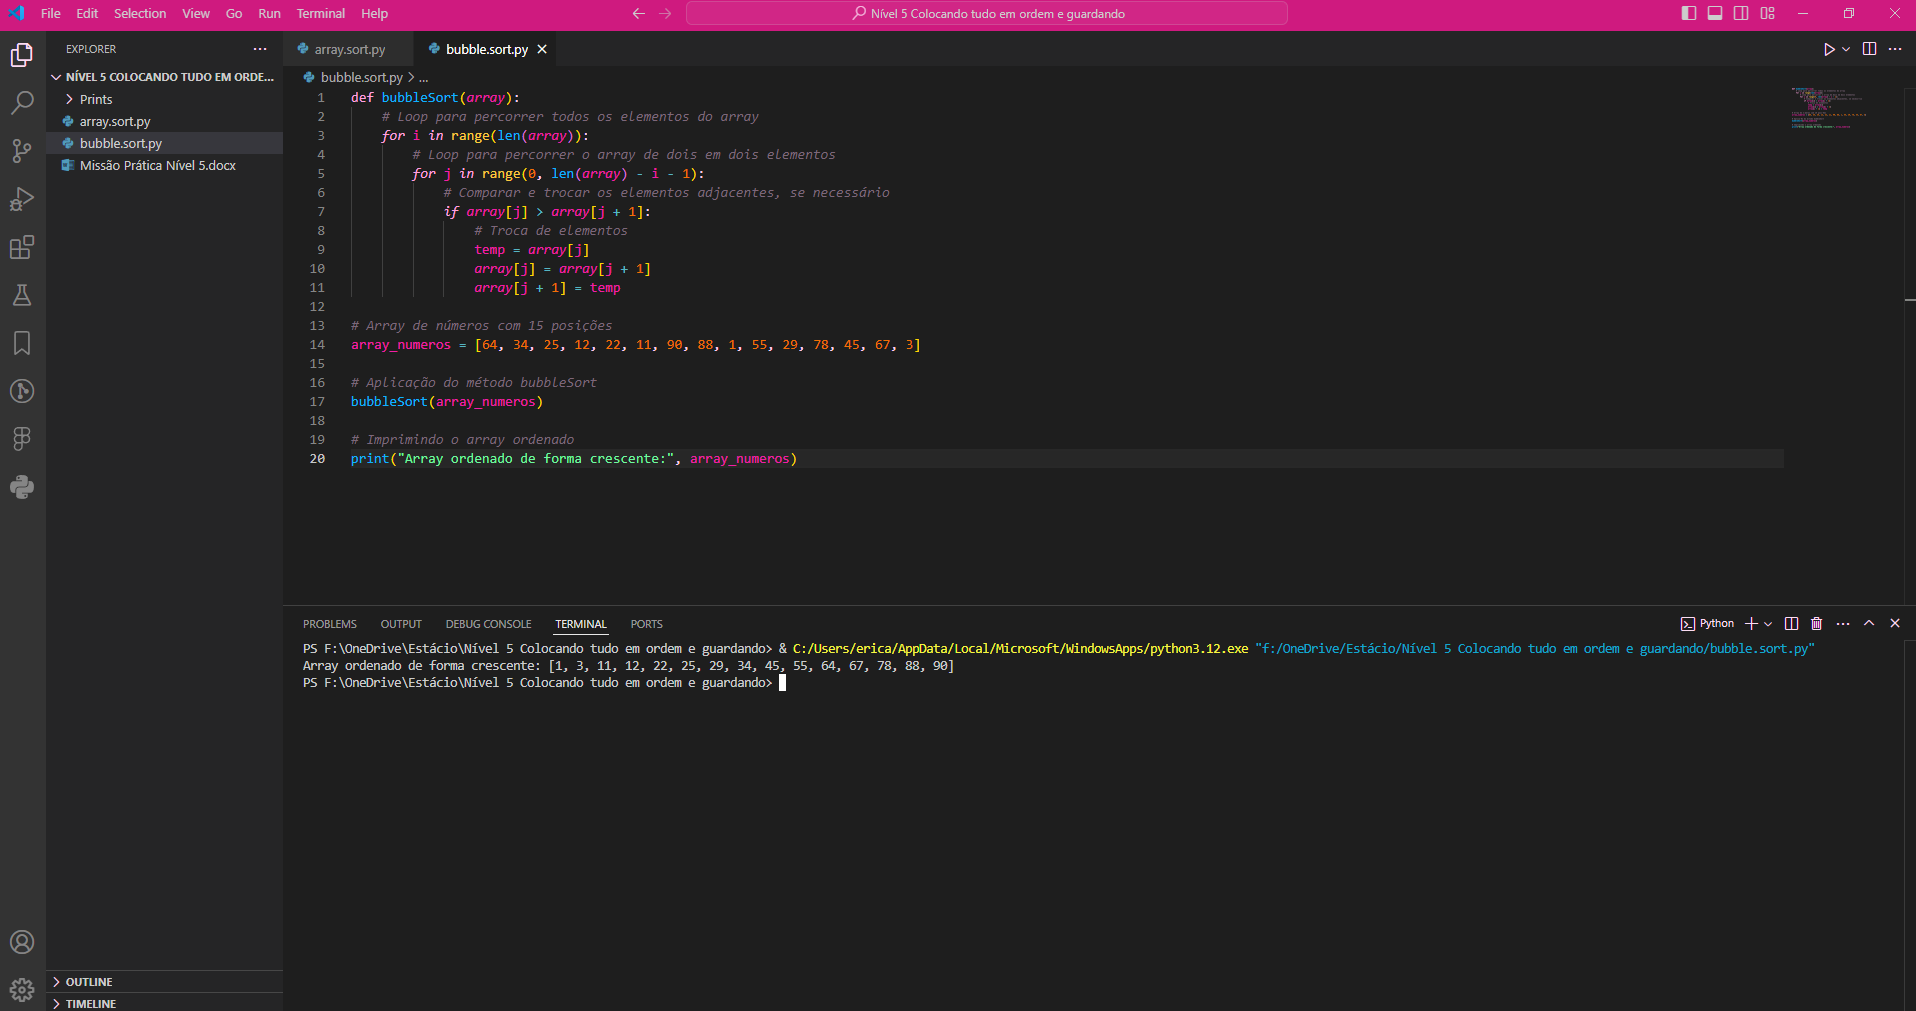 File Edit Selection View Go Run Terminal Help
Nível 5 Colocando tudo em ordem e guardando
EXPLORER
NÍVEL 5 COLOCANDO TUDO EM ORDE...
Prints
array.sort.py
bubble.sort.py
Missão Prática Nível 5.docx
OUTLINE
TIMELINE
array.sort.py bubble.sort.py
bubble.sort.py > ...
1 def bubbleSort(array):
2 # Loop para percorrer todos os elementos do array
3 for i in range(len(array)):
4 # Loop para percorrer o array de dois em dois elementos
5 for j in range(0, len(array) - i - 1):
6 # Comparar e trocar os elementos adjacentes, se necessário
7 if array[j] > array[j + 1]:
8 # Troca de elementos
9 temp = array[j]
10 array[j] = array[j + 1]
11 array[j + 1] = temp
12
13 # Array de números com 15 posições
14 array_numeros = [64, 34, 25, 12, 22, 11, 90, 88, 1, 55, 29, 78, 45, 67, 3]
15
16 # Aplicação do método bubbleSort
17 bubbleSort(array_numeros)
18
19 # Imprimindo o array ordenado
20 print("Array ordenado de forma crescente:", array_numeros)
PROBLEMS OUTPUT DEBUG CONSOLE TERMINAL PORTS
Python
PS F:\OneDrive\Estácio\Nível 5 Colocando tudo em ordem e guardando> & C:/Users/erica/AppData/Local/Microsoft/WindowsApps/python3.12.exe "f:/OneDrive/Estácio/Nível 5 Colocando tudo em ordem e guardando/bubble.sort.py"
Array ordenado de forma crescente: [1, 3, 11, 12, 22, 25, 29, 34, 45, 55, 64, 67, 78, 88, 90]
PS F:\OneDrive\Estácio\Nível 5 Colocando tudo em ordem e guardando>